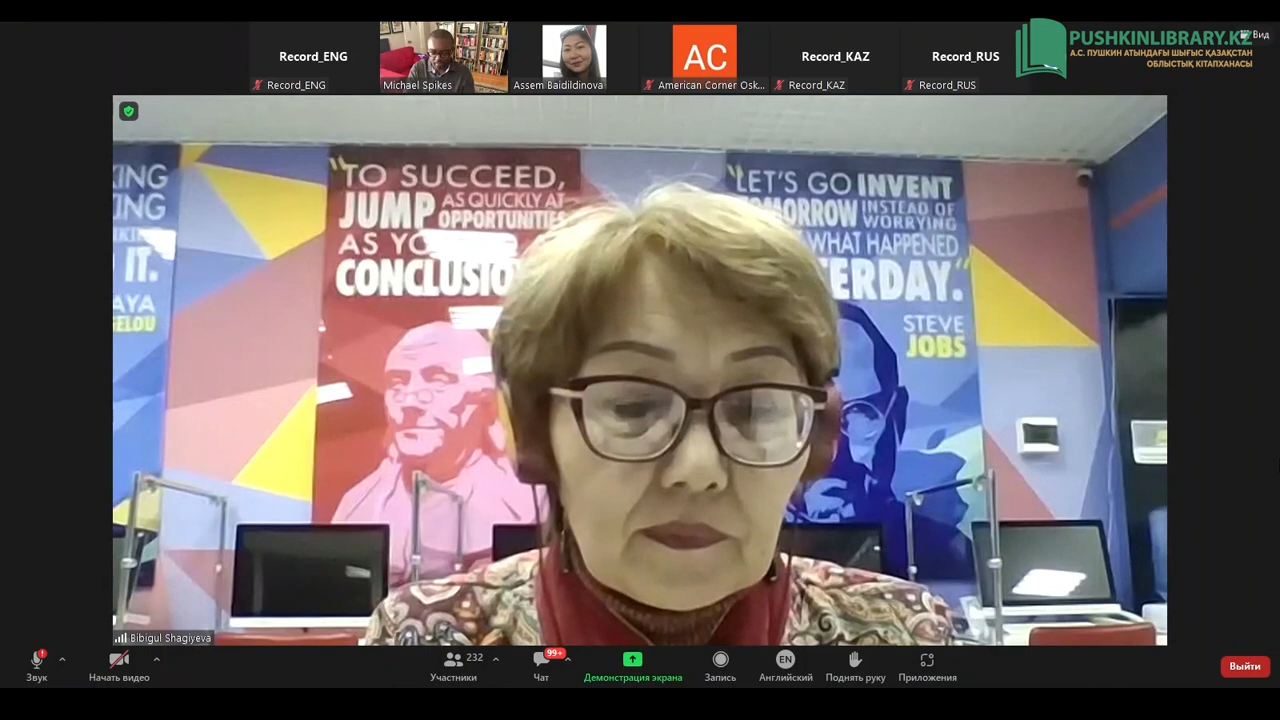 Record_ENG
Record_ENG
Michael Spikes
Assem Baidildinova
AC
American Corner Osk...
Record_KAZ
Record_KAZ
Record_RUS
Record_RUS
Вид
PUSHKINLIBRARY.KZ
А.С. ПУШКИН АТЫНДАҒЫ ШЫҒЫС ҚАЗАҚСТАН
ОБЛЫСТЫҚ КІТАПХАНАСЫ
KING
KING
IT.
AYA
GELOU
"TO SUCCEED,
JUMP AS QUICKLY AT
OPPORTUNITIES
AS YO
CONCLUSIO
"LET'S GO INVENT
TOMORROW INSTEAD OF
WORRYING
WHAT HAPPENED
ERDAY."
STEVE
JOBS
Bibigul Shagiyeva
Звук
Начать видео
232
Участники
99+
Чат
Демонстрация экрана
Запись
EN
Английский
Поднять руку
Приложения
Выйти